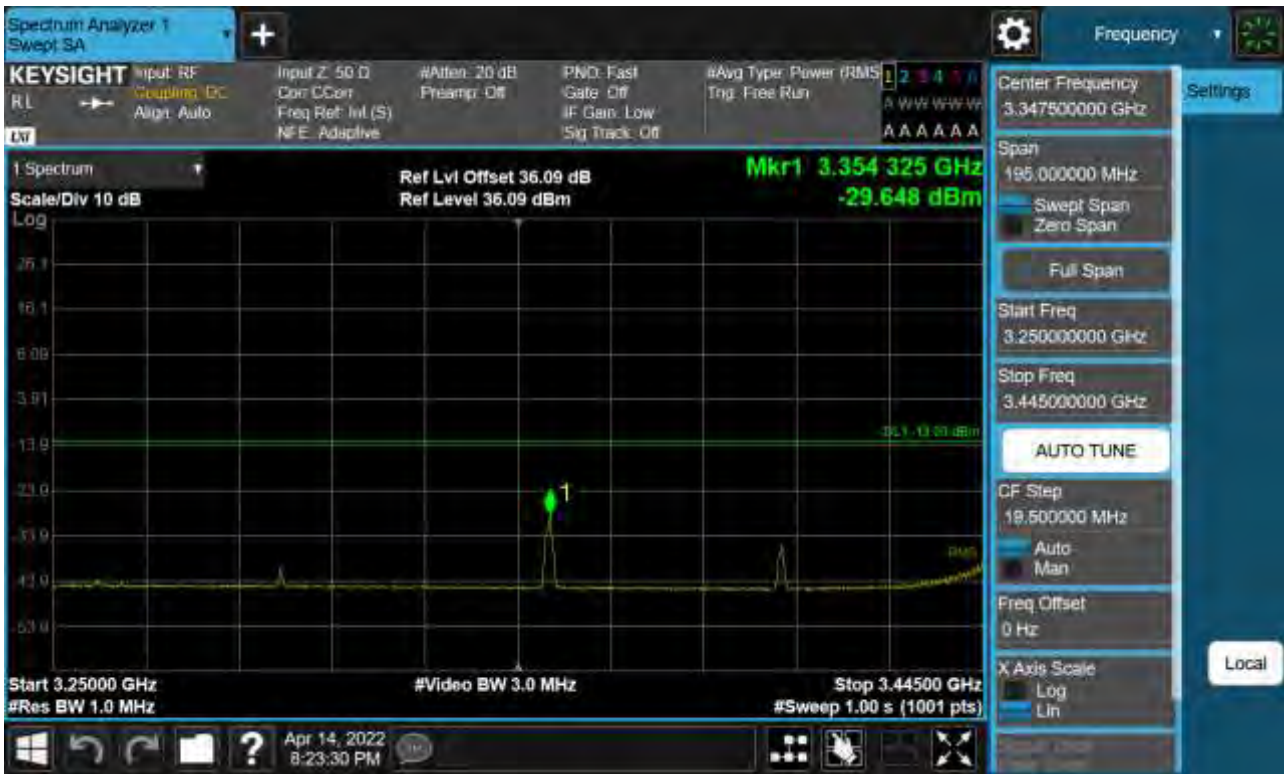 Spectrum Analyzer 1
Swept SA
+
Frequency
KEYSIGHT
RL
LXI
Input: RF
Coupling: DC
Align: Auto
Input Z: 50 Ω
Corr CCorr
Freq Ref: Int (S)
NFE: Adaptive
#Atten: 20 dB
Preamp: Off
PNO: Fast
Gate: Off
IF Gain: Low
Sig Track: Off
#Avg Type: Power (RMS
Trig: Free Run
1 2 3 4 5 6
A W W W W W
A A A A A A
Settings
1 Spectrum
Scale/Div 10 dB
Log
Ref Lvl Offset 36.09 dB
Ref Level 36.09 dBm
Mkr1 3.354 325 GHz
-29.648 dBm
26.1
16.1
6.09
-3.91
-13.9
-23.9
-33.9
-43.9
-53.9
DL1 -13.00 dBm
1
RMS
Start 3.25000 GHz
#Res BW 1.0 MHz
#Video BW 3.0 MHz
Stop 3.44500 GHz
#Sweep 1.00 s (1001 pts)
Center Frequency
3.347500000 GHz
Span
195.000000 MHz
Swept Span
Zero Span
Full Span
Start Freq
3.250000000 GHz
Stop Freq
3.445000000 GHz
AUTO TUNE
CF Step
19.500000 MHz
Auto
Man
Freq Offset
0 Hz
X Axis Scale
Log
Lin
Local
?
Apr 14, 2022
8:23:30 PM